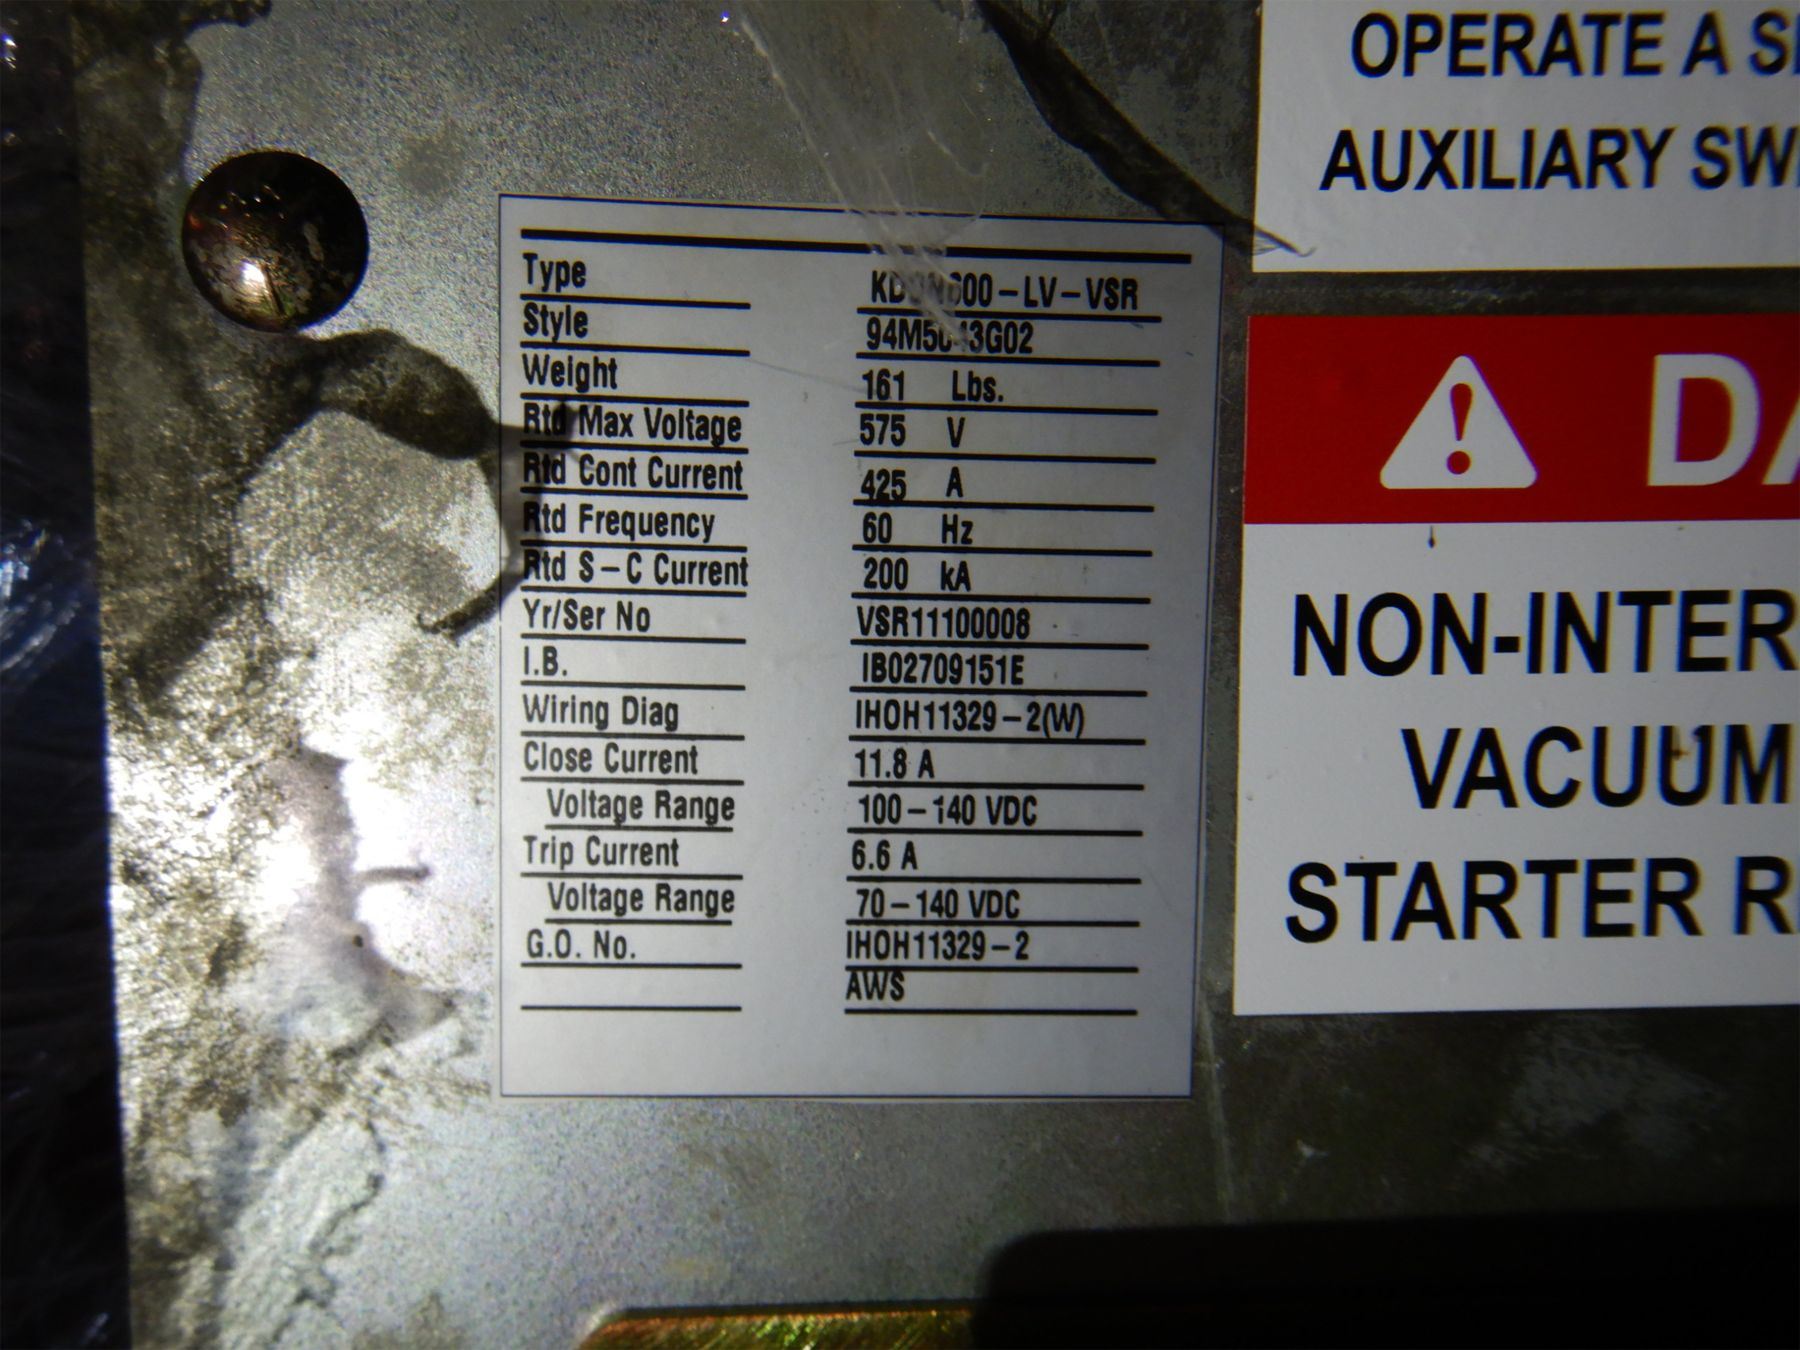 OPERATE A
AUXILIARY
Type -LV-VSR
Style
Weight 161 Lbs.
Rtd Max Voltage 575 V
Rtd Cont Current 425 A
Rtd Frequency 60 Hz
Rtd S-C Current 200 kA
Yr/Ser No VSR11100008
I.B. IB02709151E
Wiring Diag IHOH11329-2(W)
Close Current 11.8 A
Voltage Range 100-140 VDC
Trip Current 6.6 A
Voltage Range 70-140 VDC
G.O. No. IHOH11329-2
AWS
DA
NON-INTER
VACUUM
STARTER R